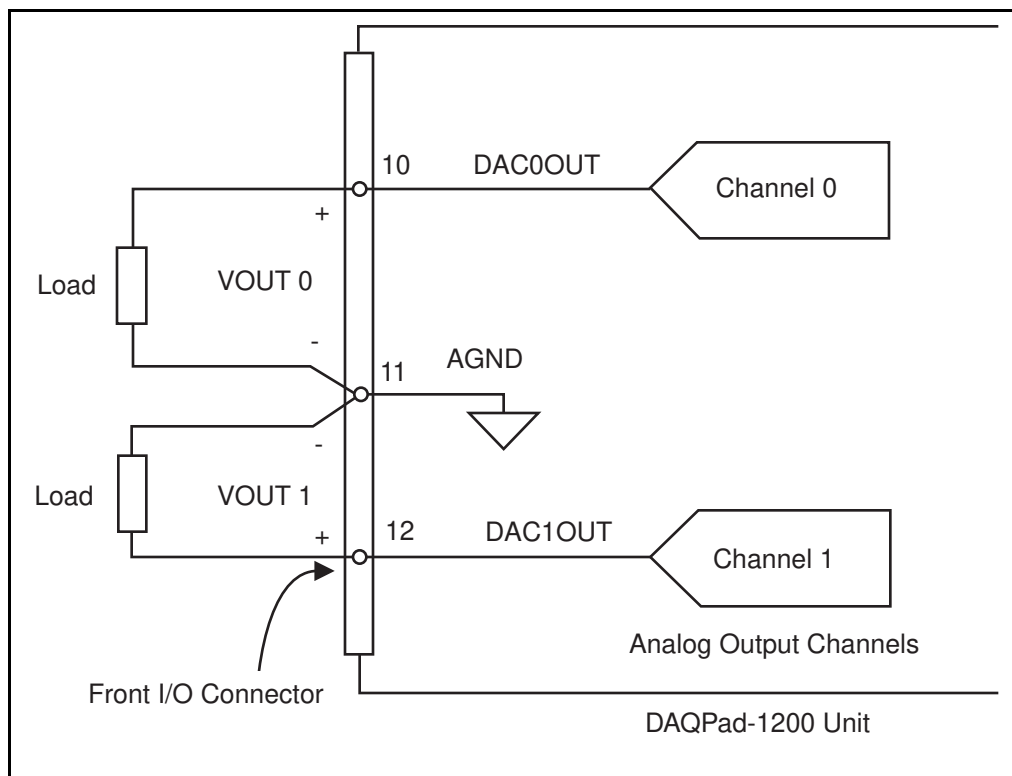 10
DAC0OUT
Channel 0
+
Load
VOUT 0
-
11
AGND
-
Load
VOUT 1
+
12
DAC1OUT
Channel 1
Analog Output Channels
Front I/O Connector
DAQPad-1200 Unit